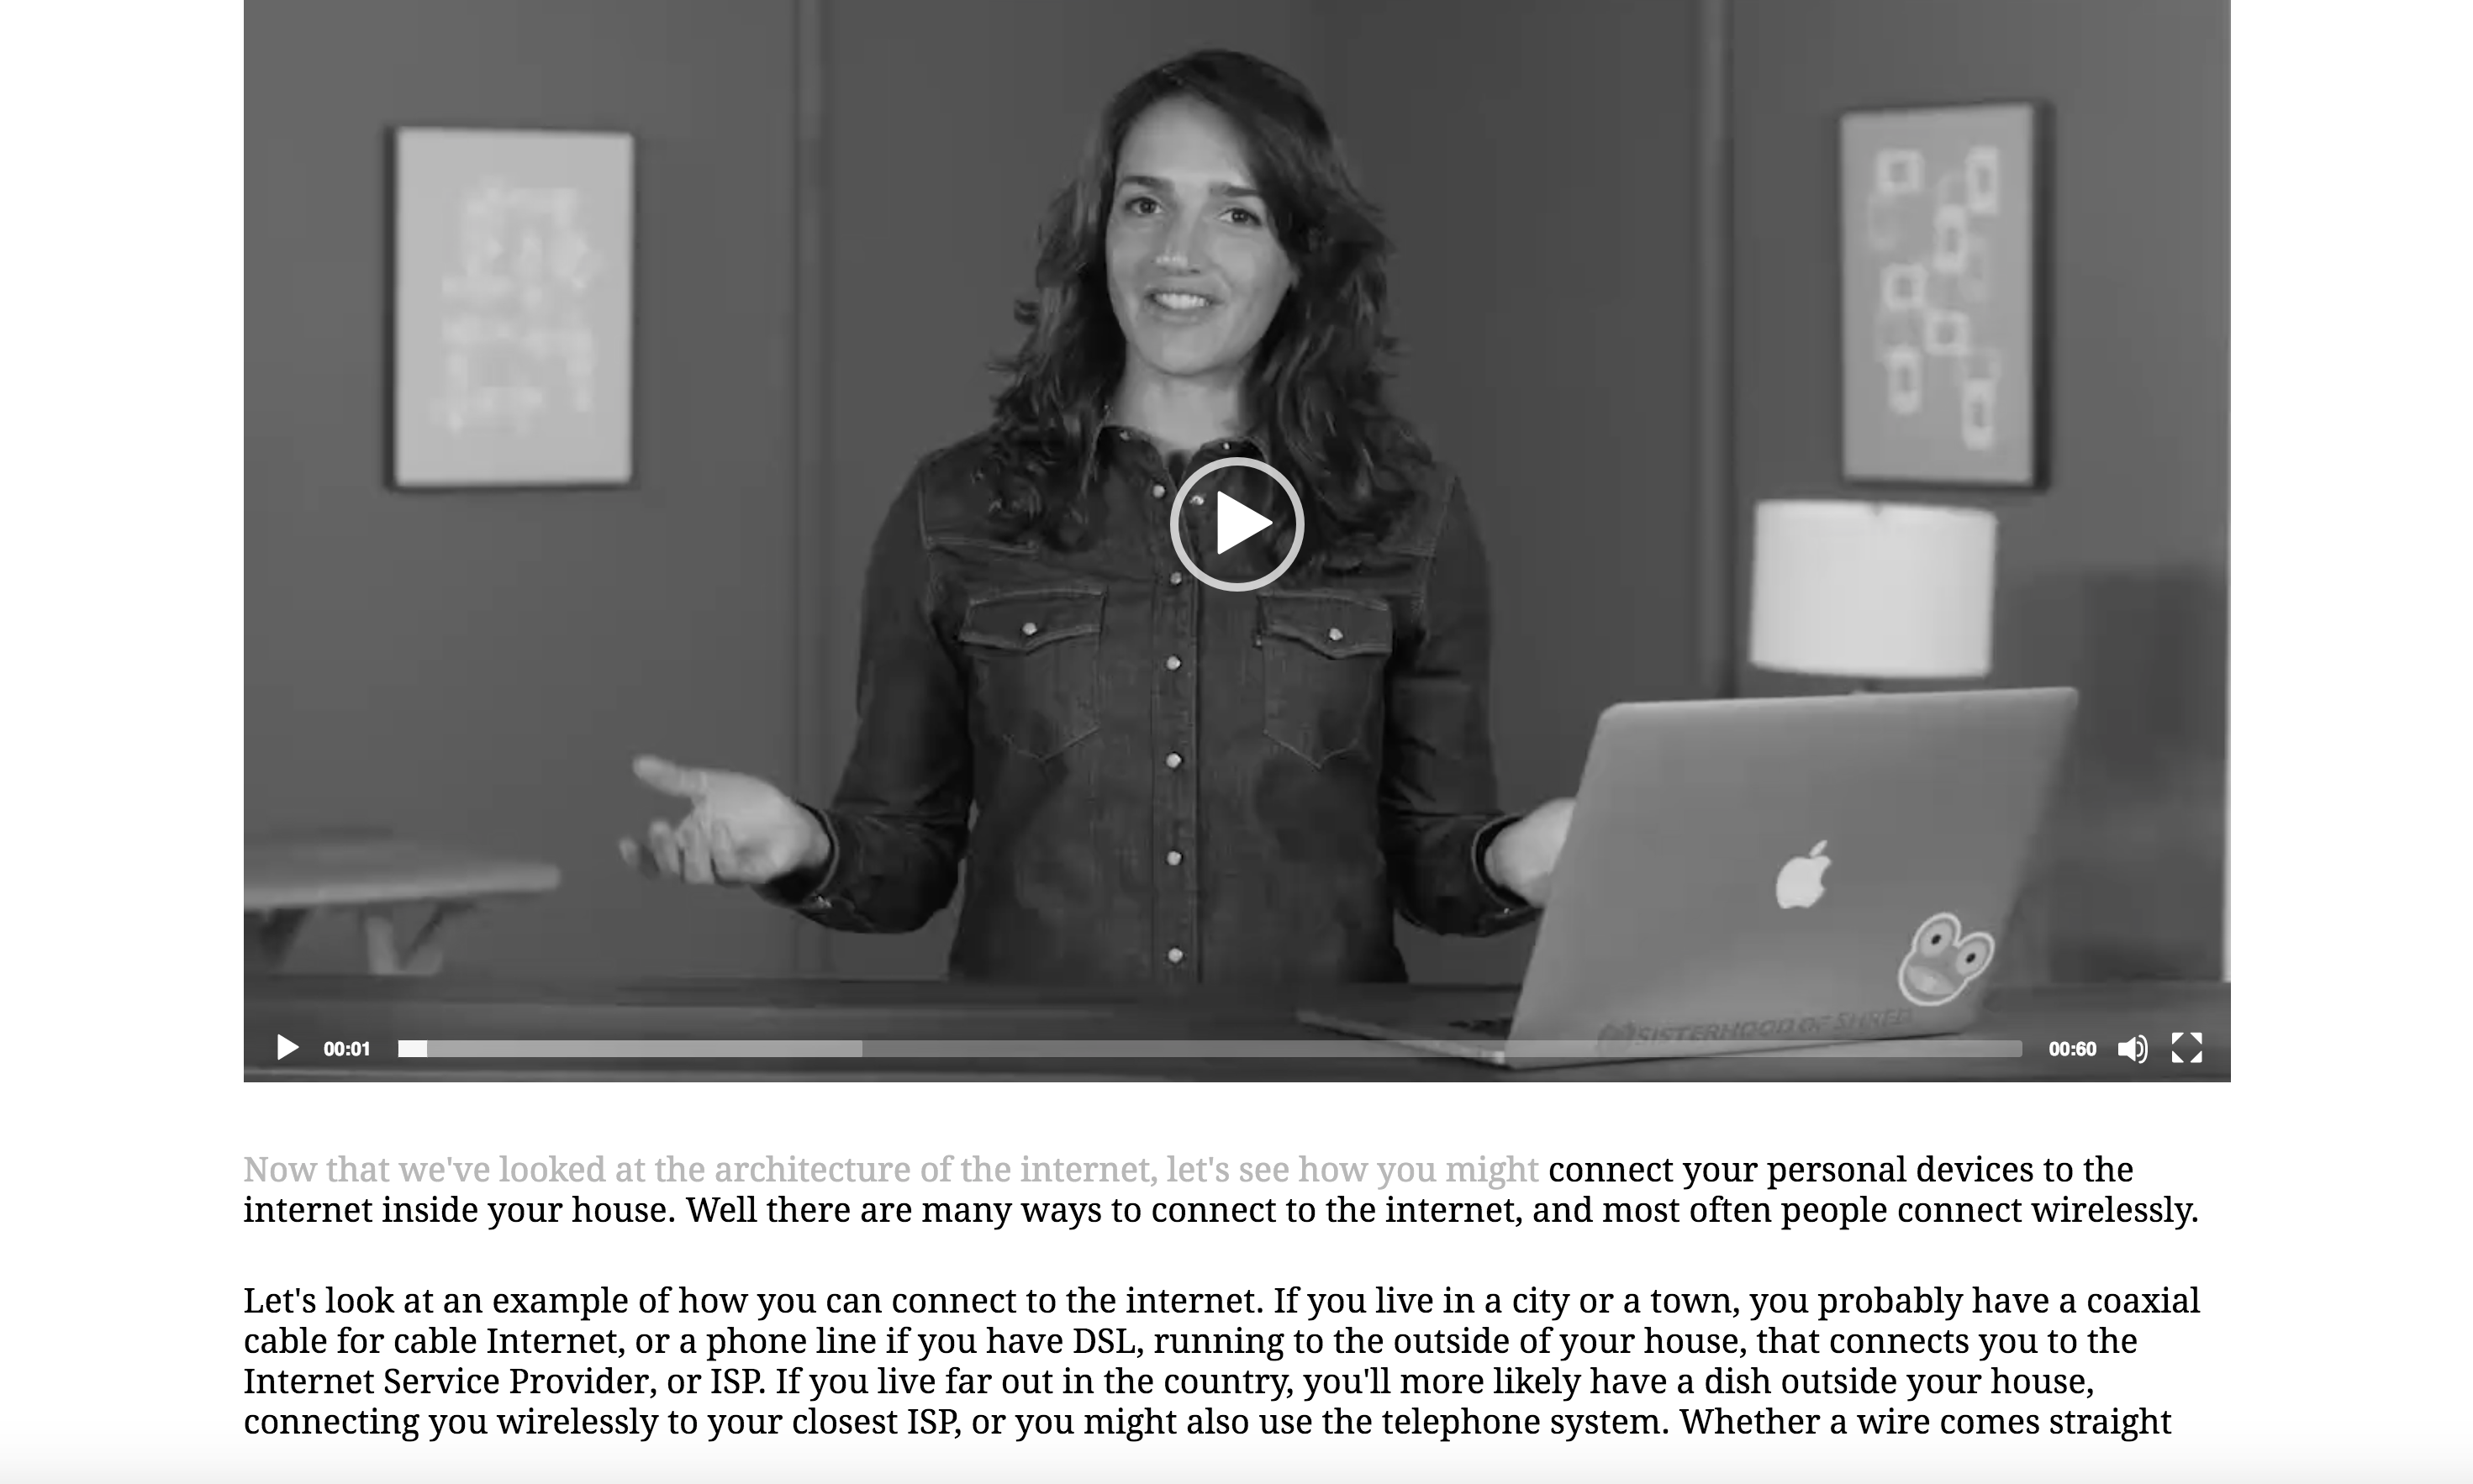 SISTERHOOD OF SHRED
00:01
00:60
Now that we've looked at the architecture of the internet, let's see how you might connect your personal devices to the
internet inside your house. Well there are many ways to connect to the internet, and most often people connect wirelessly.
Let's look at an example of how you can connect to the internet. If you live in a city or a town, you probably have a coaxial
cable for cable Internet, or a phone line if you have DSL, running to the outside of your house, that connects you to the
Internet Service Provider, or ISP. If you live far out in the country, you'll more likely have a dish outside your house,
connecting you wirelessly to your closest ISP, or you might also use the telephone system. Whether a wire comes straight